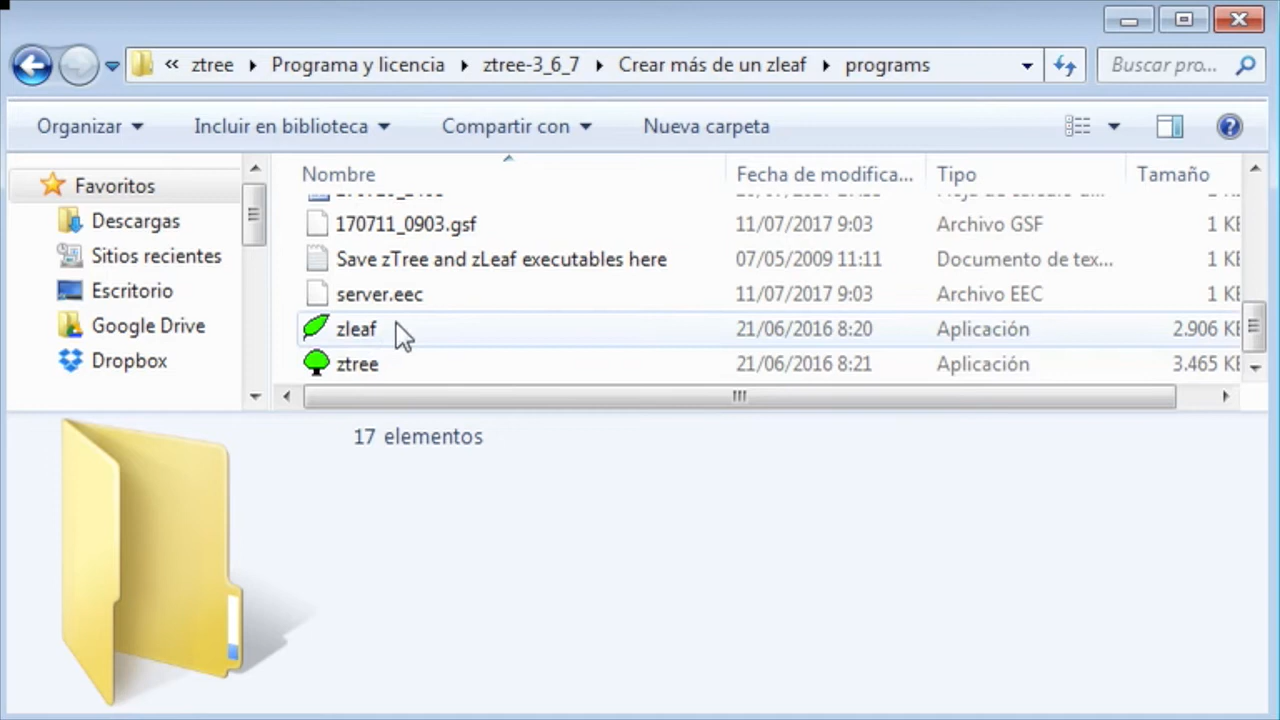 « ztree ▸ Programa y licencia ▸ ztree-3_6_7 ▸ Crear más de un zleaf ▸ programs
Buscar pro...
Organizar Incluir en biblioteca Compartir con Nueva carpeta
Favoritos
Descargas
Sitios recientes
Escritorio
Google Drive
Dropbox
Nombre Fecha de modifica... Tipo Tamaño
170711_0903.gsf 11/07/2017 9:03 Archivo GSF 1 KB
Save zTree and zLeaf executables here 07/05/2009 11:11 Documento de tex... 1 KB
server.eec 11/07/2017 9:03 Archivo EEC 1 KB
zleaf 21/06/2016 8:20 Aplicación 2.906 KB
ztree 21/06/2016 8:21 Aplicación 3.465 KB
17 elementos